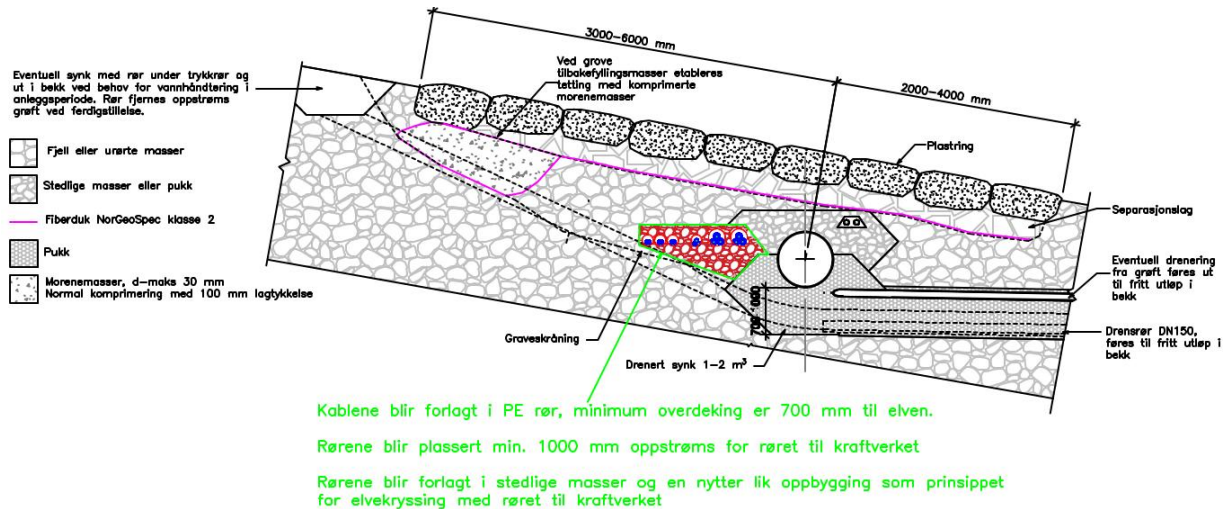 3000-6000 mm
2000-4000 mm
Eventuell synk med rør under trykkrør og
ut i bekk ved behov for vannhåndtering i
anleggsperiode. Rør fjernes oppstrøms
grøft ved ferdigstillelse.
Ved grove
tilbakefyllingsmasser etableres
tetting med komprimerte
morenemasser
Plastring
Fjell eller urørte masser
Stedlige masser eller pukk
Fiberduk NorGeoSpec klasse 2
Pukk
Morenemasser, d-maks 30 mm
Normal komprimering med 100 mm lagtykkelse
Separasjonslag
Eventuell drenering
fra grøft føres ut
til fritt utløp i
bekk
Graveskråning
Drenert synk 1-2 m³
Drensrør DN150,
føres til fritt utløp i
bekk
Kablene blir forlagt i PE rør, minimum overdeking er 700 mm til elven.
Rørene blir plassert min. 1000 mm oppstrøms for røret til kraftverket
Rørene blir forlagt i stedlige masser og en nytter lik oppbygging som prinsippet
for elvekryssing med røret til kraftverket